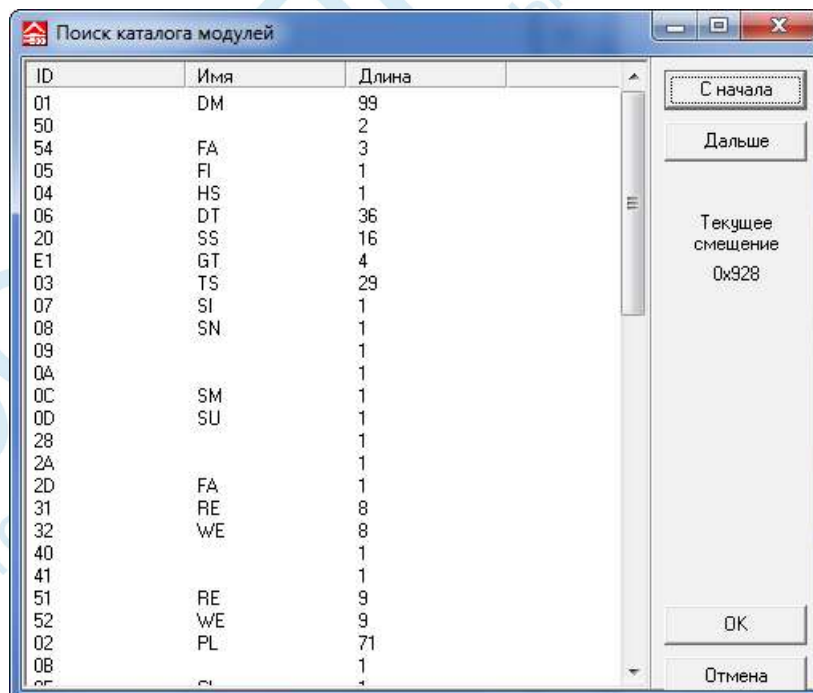 Поиск каталога модулей
ID Имя Длина
01 DM 99
50 2
54 FA 3
05 FI 1
04 HS 1
06 DT 36
20 SS 16
E1 GT 4
03 TS 29
07 SI 1
08 SN 1
09 1
0A 1
0C SM 1
0D SU 1
28 1
2A 1
2D FA 1
31 RE 8
32 WE 8
40 1
41 1
51 RE 9
52 WE 9
02 PL 71
0B 1
С начала
Дальше
Текущее
смещение
0x928
OK
Отмена